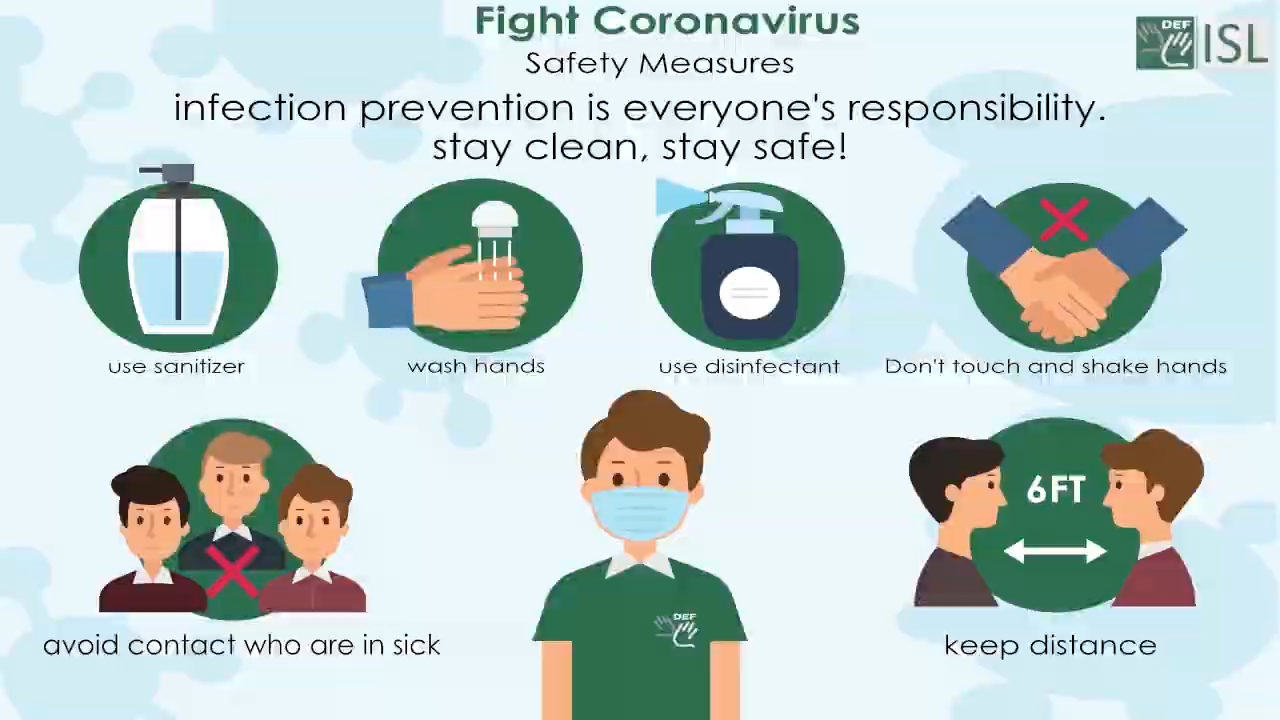 Fight Coronavirus
DEF
ISL
Safety Measures
infection prevention is everyone's responsibility.
stay clean, stay safe!
use sanitizer
wash hands
use disinfectant
Don't touch and shake hands
6FT
DEF
avoid contact who are in sick
keep distance